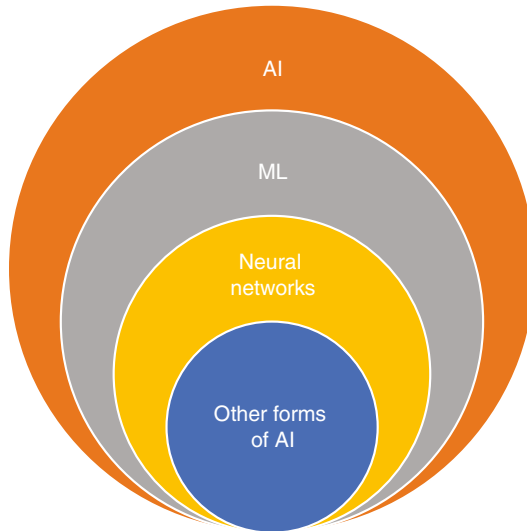 AI
ML
Neural
networks
Other forms
of AI